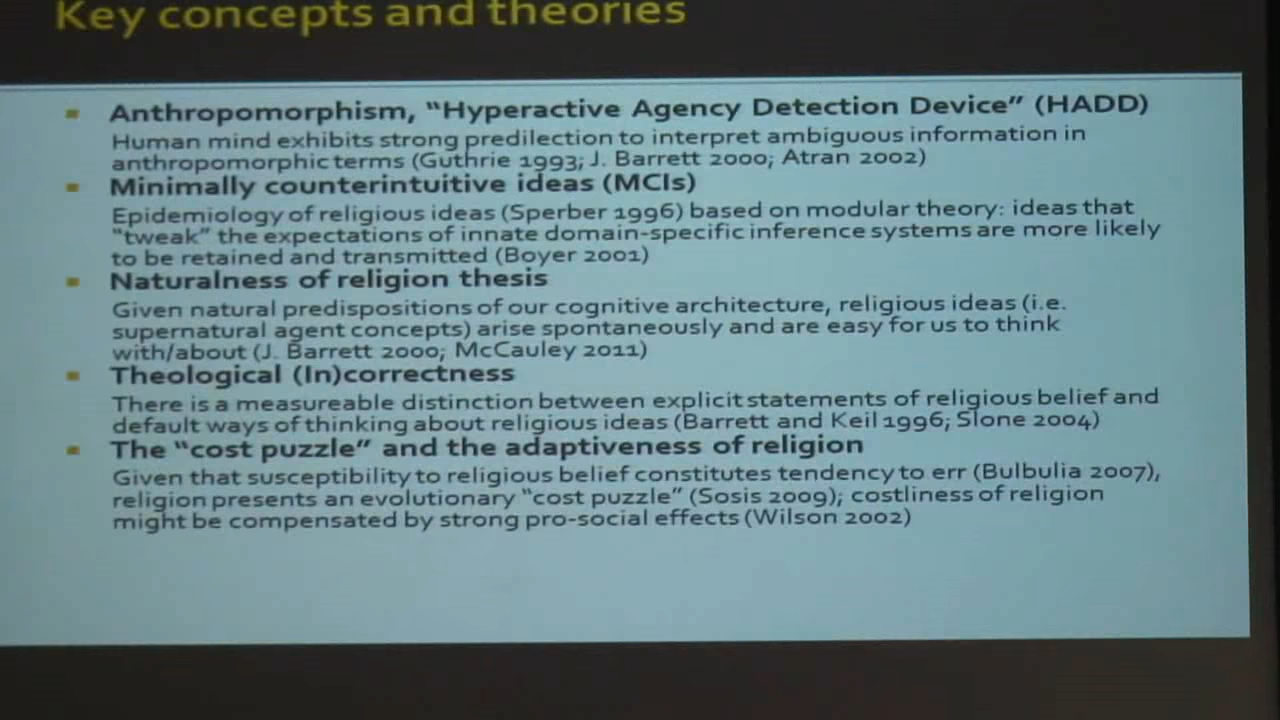 Key concepts and theories
Anthropomorphism, “Hyperactive Agency Detection Device” (HADD)
Human mind exhibits strong predilection to interpret ambiguous information in
anthropomorphic terms (Guthrie 1993; J. Barrett 2000; Atran 2002)
Minimally counterintuitive ideas (MCIs)
Epidemiology of religious ideas (Sperber 1996) based on modular theory: ideas that
“tweak” the expectations of innate domain-specific inference systems are more likely
to be retained and transmitted (Boyer 2001)
Naturalness of religion thesis
Given natural predispositions of our cognitive architecture, religious ideas (i.e.
supernatural agent concepts) arise spontaneously and are easy for us to think
with/about (J. Barrett 2000; McCauley 2011)
Theological (In)correctness
There is a measureable distinction between explicit statements of religious belief and
default ways of thinking about religious ideas (Barrett and Keil 1996; Slone 2004)
The “cost puzzle” and the adaptiveness of religion
Given that susceptibility to religious belief constitutes tendency to err (Bulbulia 2007),
religion presents an evolutionary “cost puzzle” (Sosis 2009); costliness of religion
might be compensated by strong pro-social effects (Wilson 2002)